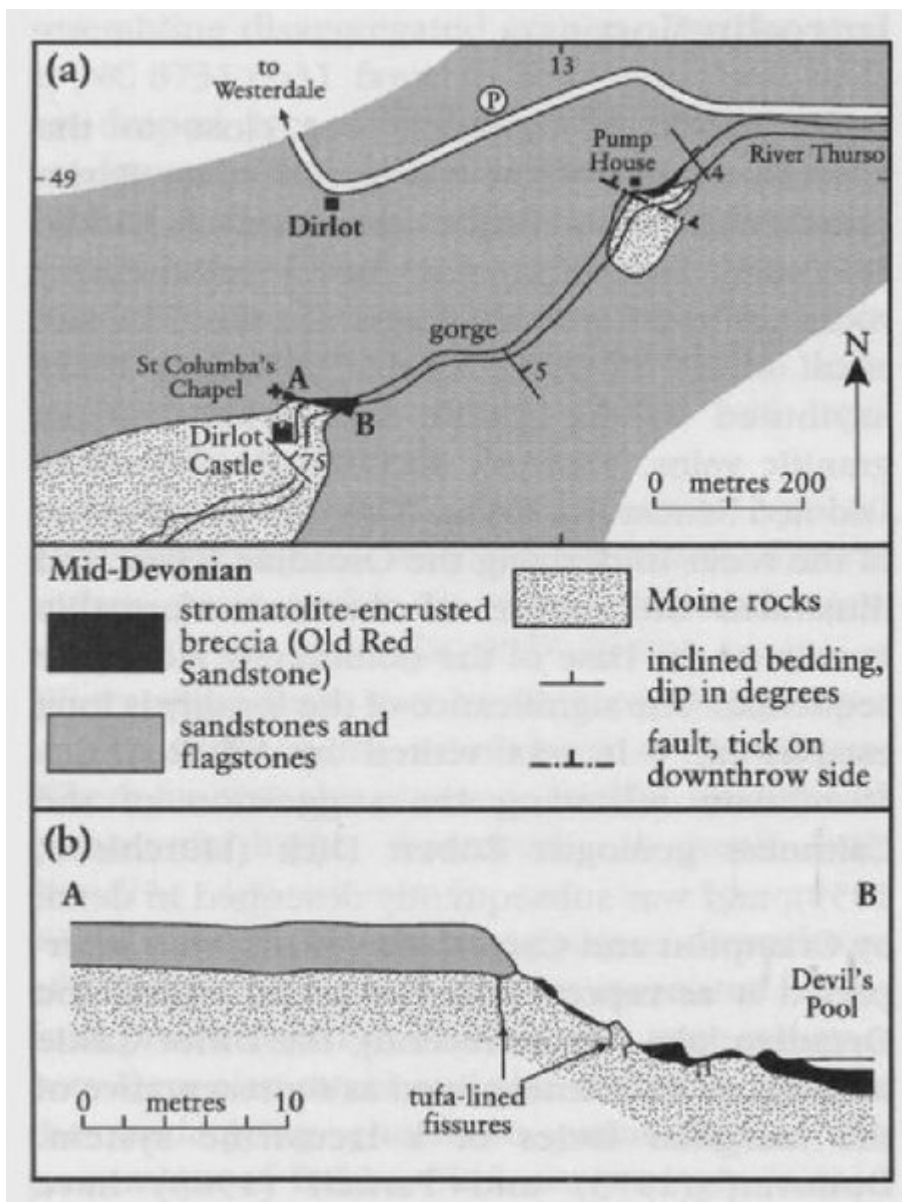 (a)
to
Westerdale
13
P
Pump
House
4
River Thurso
49
Dirlot
4
gorge
5
N
St Columba's
Chapel
A
B
Dirlot
Castle
75
0 metres 200
Mid-Devonian
stromatolite-encrusted
breccia (Old Red
Sandstone)
sandstones and
flagstones
Moine rocks
inclined bedding,
dip in degrees
fault, tick on
downthrow side
(b)
A
B
Devil's
Pool
0 metres 10
tufa-lined
fissures